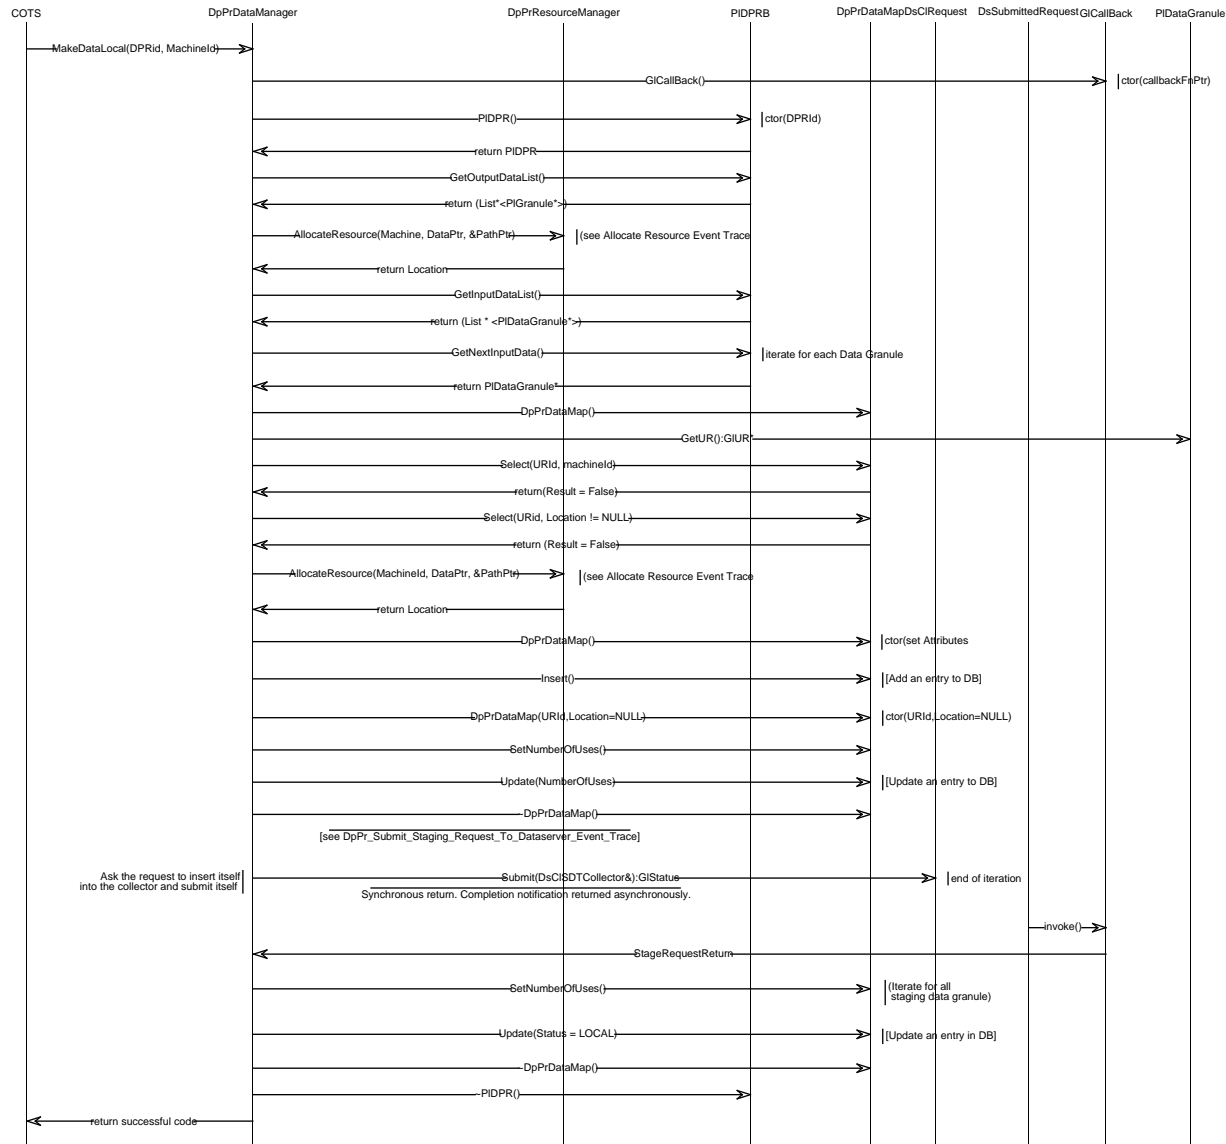 COTS DpPrDataManager DpPrResourceManager PlDPRB DpPrDataMap DsClRequest DsSubmittedRequest GlCallBack PlDataGranule
MakeDataLocal(DPRid, MachineId)
GlCallBack() ctor(callbackFnPtr)
PlDPR() ctor(DPRId)
return PlDPR
GetOutputDataList()
return (List*<PlGranule*>)
AllocateResource(Machine, DataPtr, &PathPtr) (see Allocate Resource Event Trace
return Location
GetInputDataList()
return (List * <PlDataGranule*>)
GetNextInputData() iterate for each Data Granule
return PlDataGranule*
DpPrDataMap()
GetUR():GlUR*
Select(URId, machineId)
return(Result = False)
Select(URid, Location != NULL)
return (Result = False)
AllocateResource(MachineId, DataPtr, &PathPtr) (see Allocate Resource Event Trace
return Location
DpPrDataMap() ctor(set Attributes
Insert() [Add an entry to DB]
DpPrDataMap(URId,Location=NULL) ctor(URId,Location=NULL)
SetNumberOfUses()
Update(NumberOfUses) [Update an entry to DB]
~DpPrDataMap()
[see DpPr_Submit_Staging_Request_To_Dataserver_Event_Trace]
Ask the request to insert itself
into the collector and submit itself
Submit(DsClSDTCollector&):GlStatus end of iteration
Synchronous return. Completion notification returned asynchronously.
invoke()
StageRequestReturn
SetNumberOfUses() (Iterate for all
staging data granule)
Update(Status = LOCAL) [Update an entry in DB]
~DpPrDataMap()
~PlDPR()
return successful code